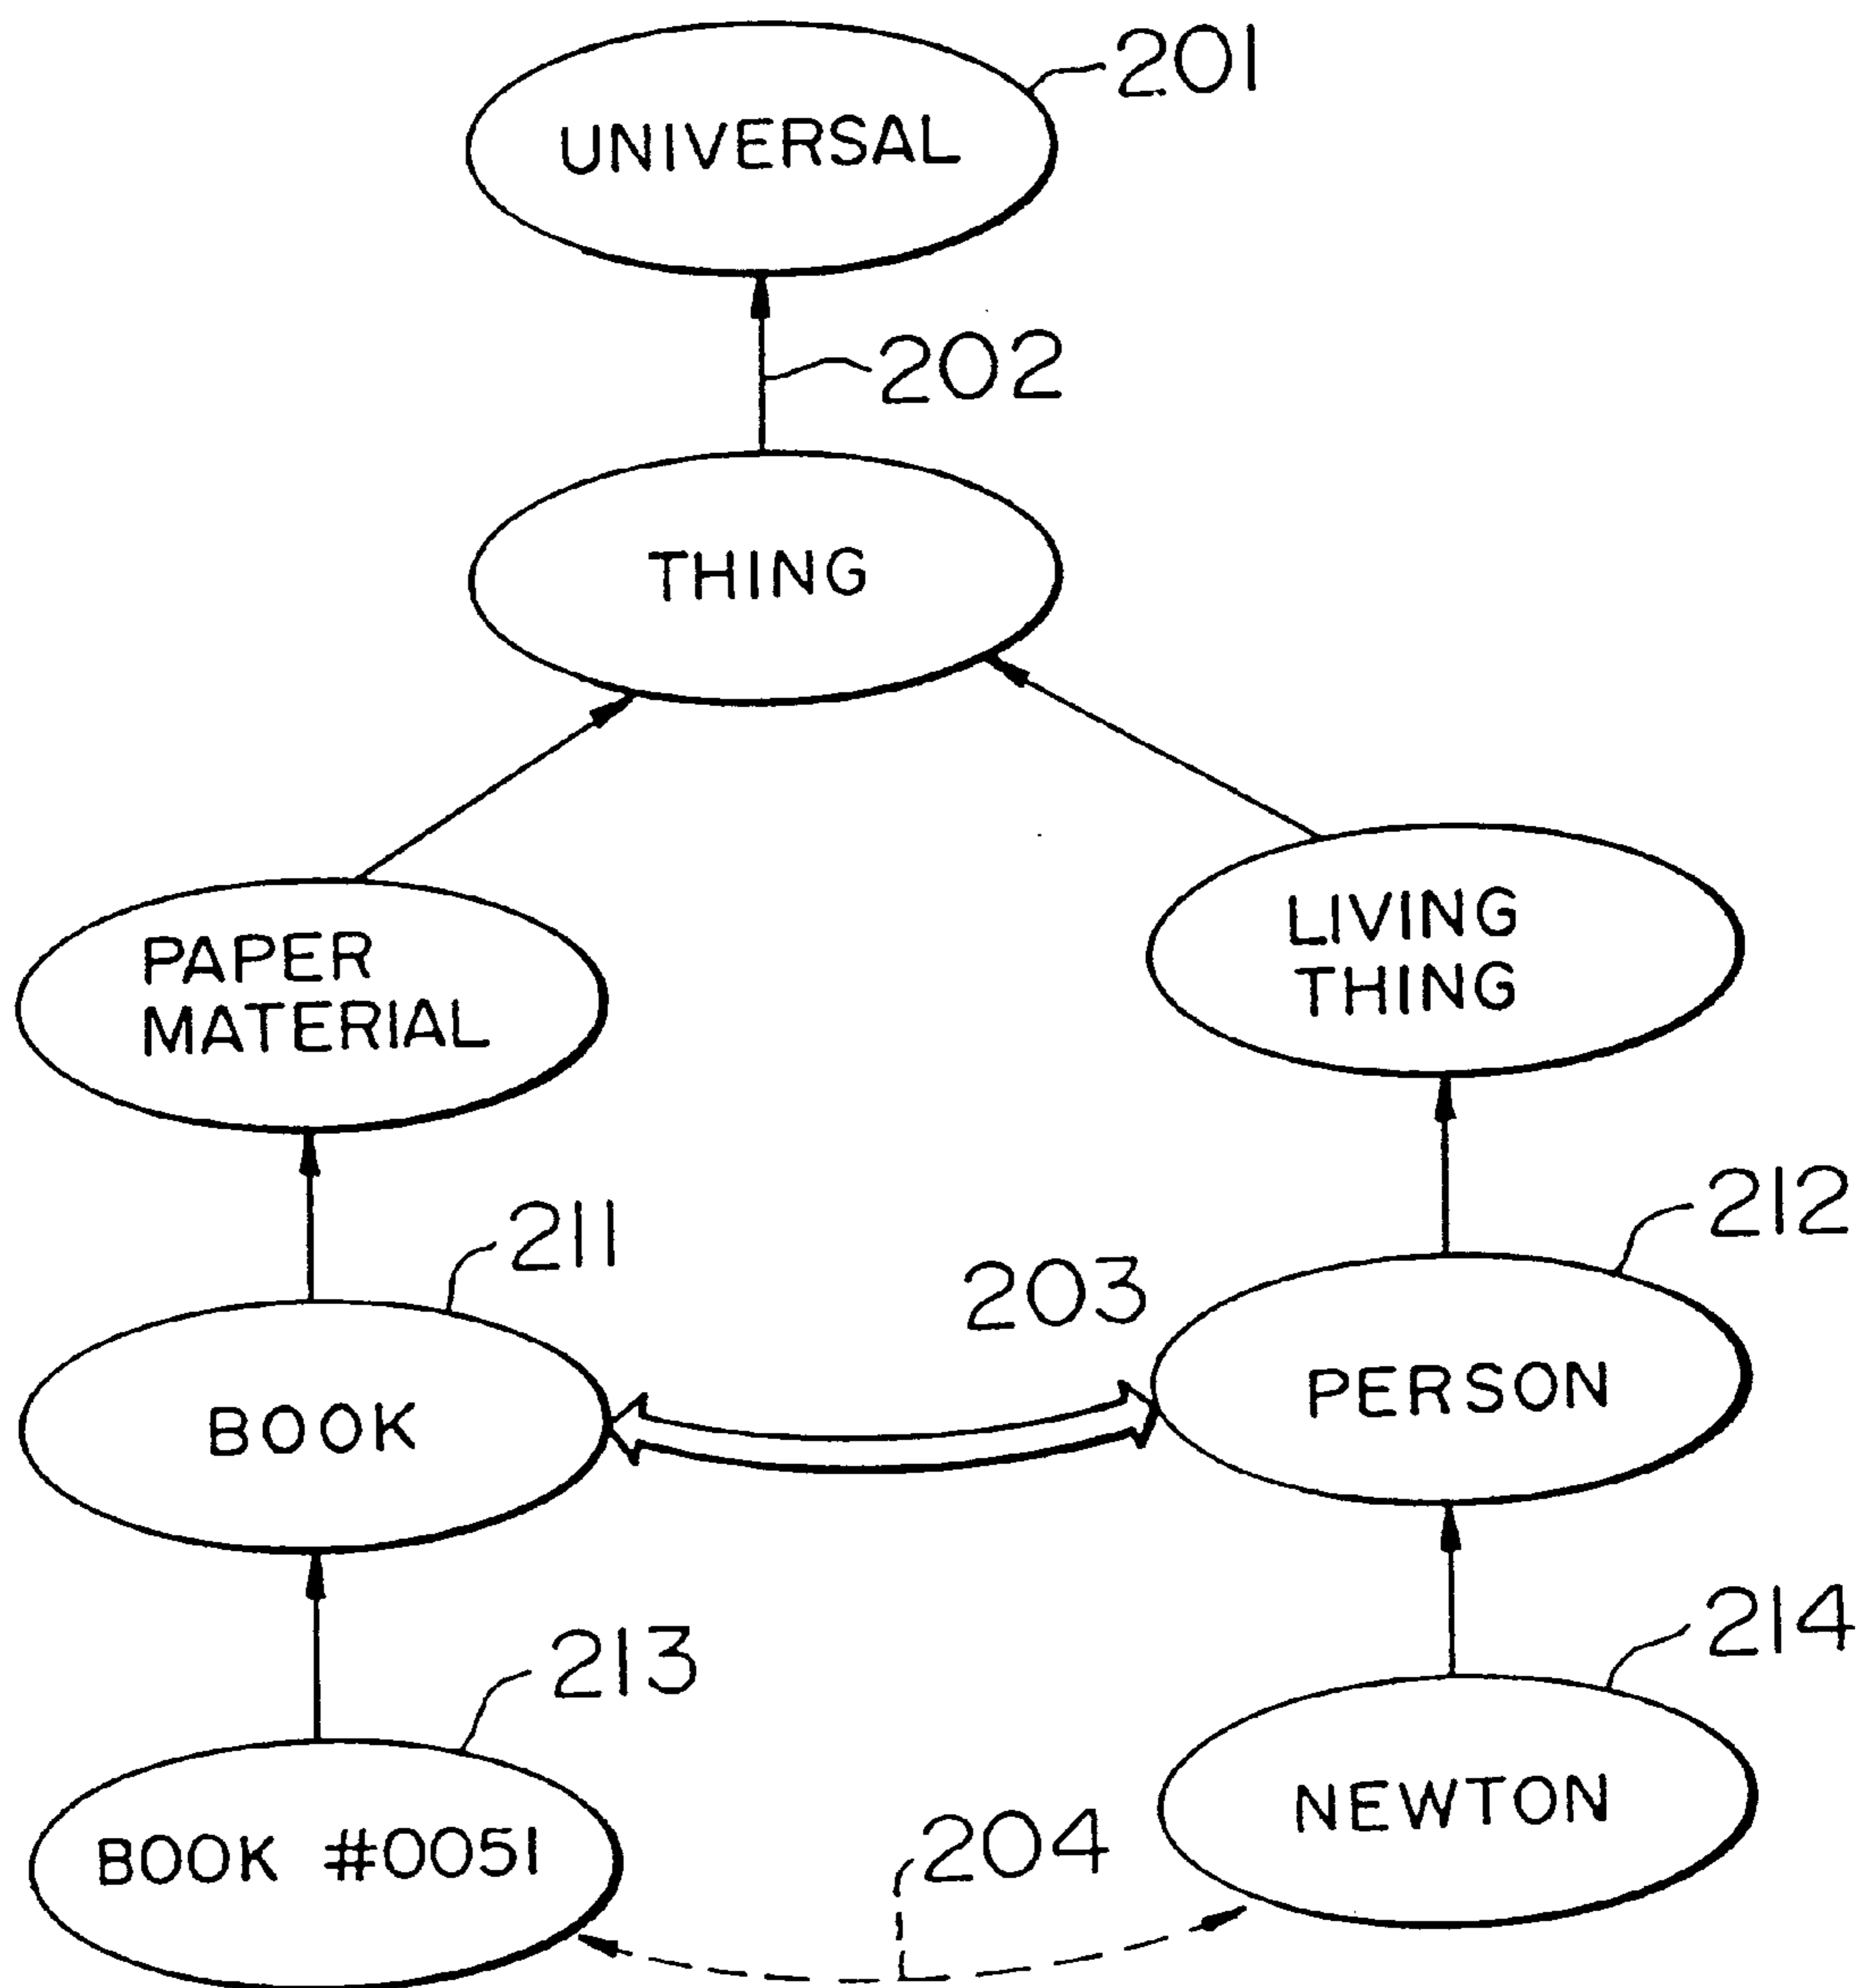 201
UNIVERSAL
202
THING
PAPER
MATERIAL
LIVING
THING
211
212
203
BOOK
PERSON
213
214
BOOK #0051
204
NEWTON